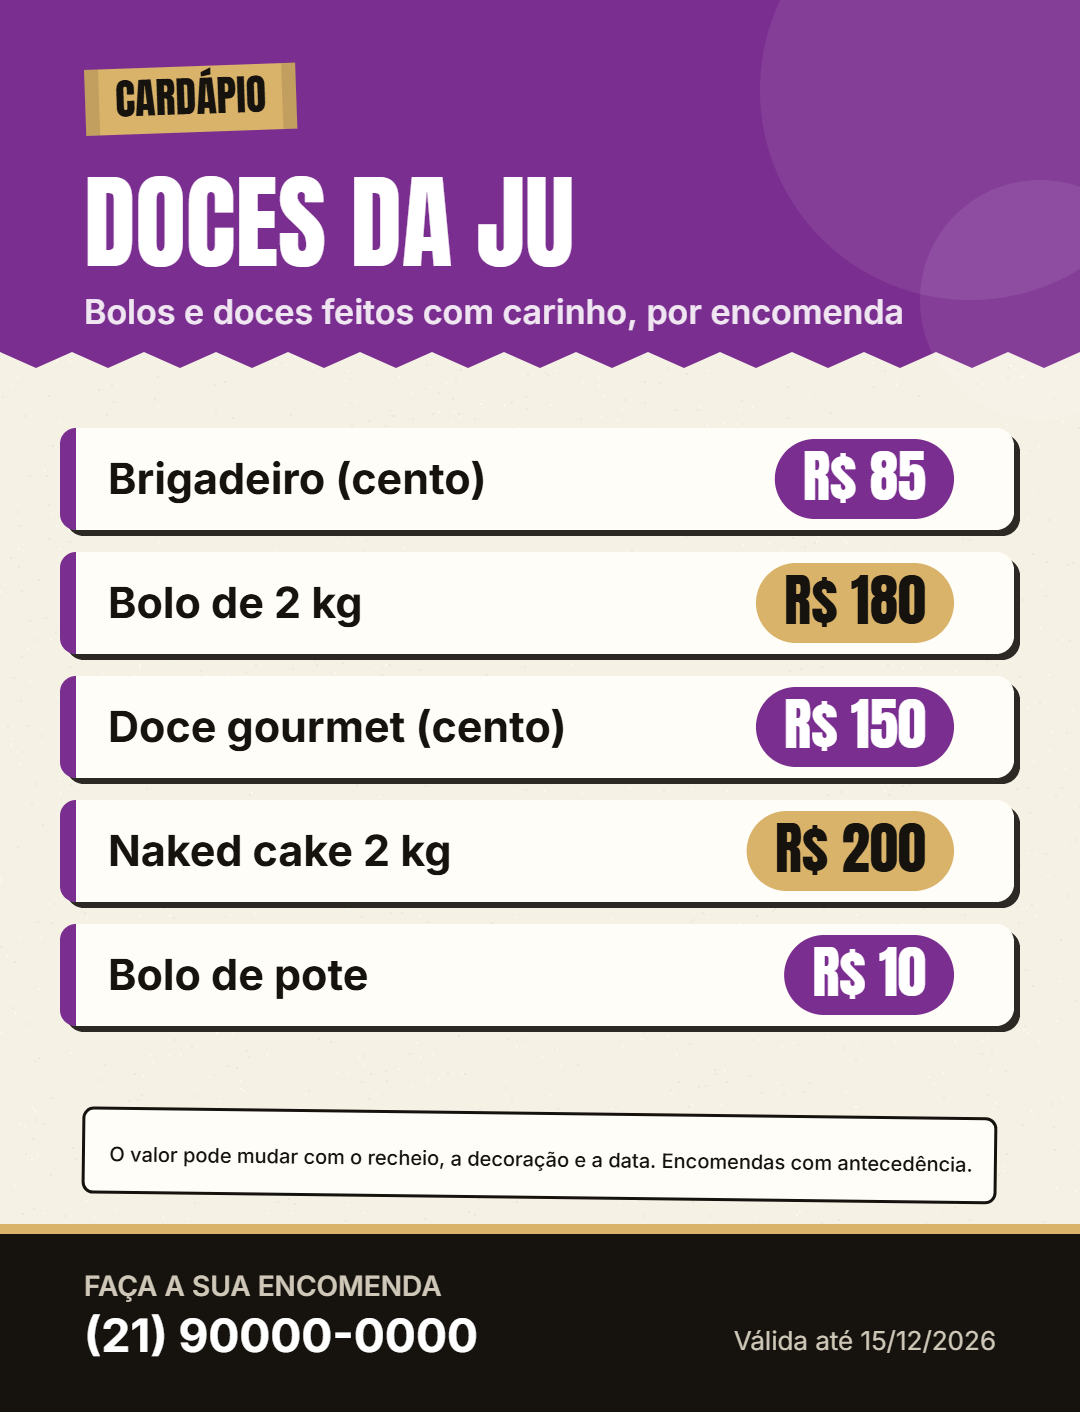 CARDÁPIO
DOCES DA JU
Bolos e doces feitos com carinho, por encomenda
Brigadeiro (cento) R$ 85
Bolo de 2 kg R$ 180
Doce gourmet (cento) R$ 150
Naked cake 2 kg R$ 200
Bolo de pote R$ 10
O valor pode mudar com o recheio, a decoração e a data. Encomendas com antecedência.
FAÇA A SUA ENCOMENDA
(21) 90000-0000
Válida até 15/12/2026